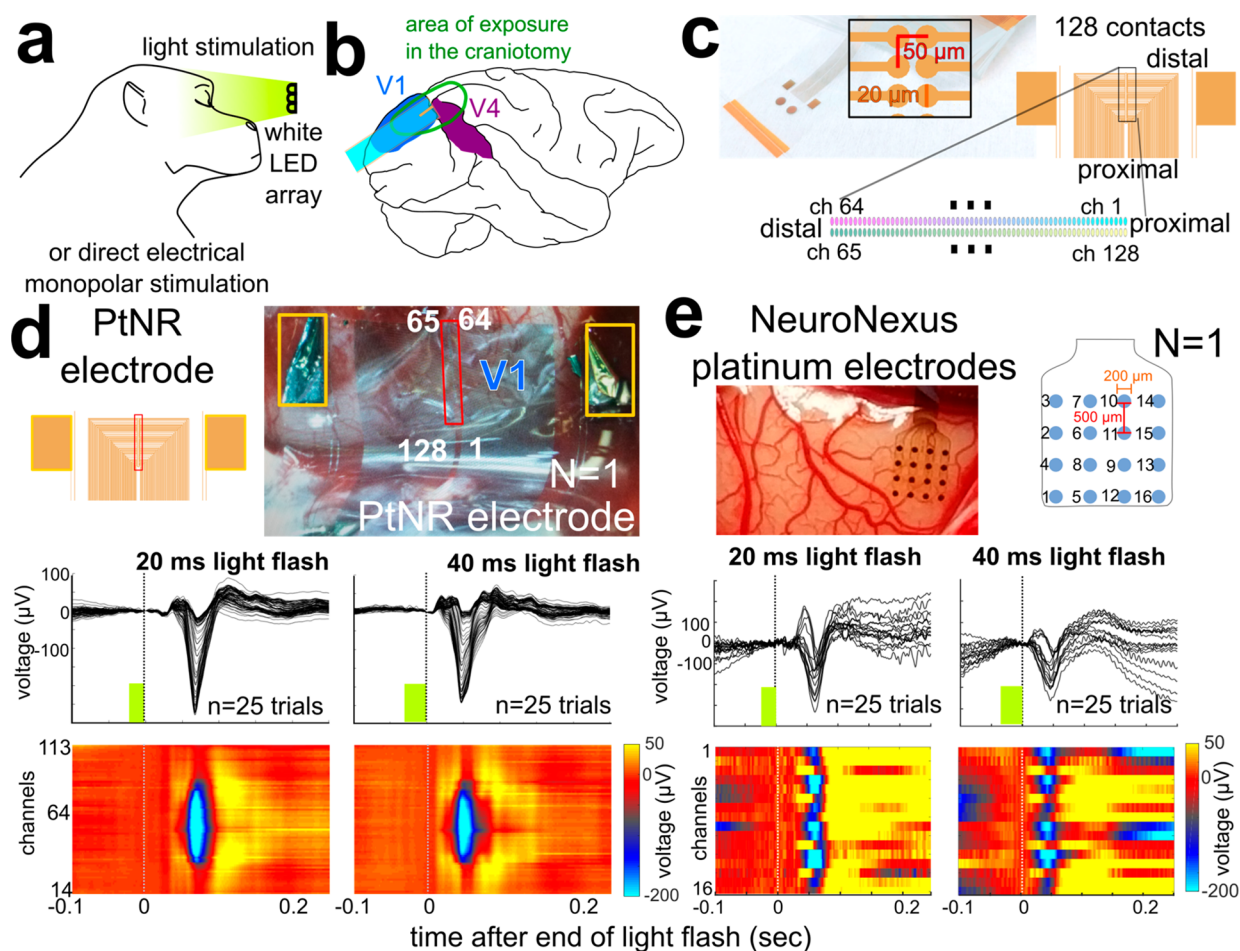 a
light stimulation
white
LED
array
or direct electrical
monopolar stimulation
b
area of exposure
in the craniotomy
V1
V4
c
50 µm
20 µm
128 contacts
distal
proximal
ch 64
ch 1
distal
proximal
ch 65
ch 128
d
PtNR
electrode
65 64
V1
128 1
N=1
PtNR electrode
20 ms light flash
40 ms light flash
100
0
-100
voltage (µV)
n=25 trials
n=25 trials
113
64
14
channels
50
0
-200
voltage (µV)
-0.1 0 0.2
-0.1 0 0.2
e
NeuroNexus
platinum electrodes
N=1
200 µm
500 µm
3 7 10 14
2 6 11 15
4 8 9 13
1 5 12 16
20 ms light flash
40 ms light flash
100
0
-100
voltage (µV)
n=25 trials
n=25 trials
1
16
channels
50
0
-200
voltage (µV)
-0.1 0 0.2
-0.1 0 0.2
time after end of light flash (sec)